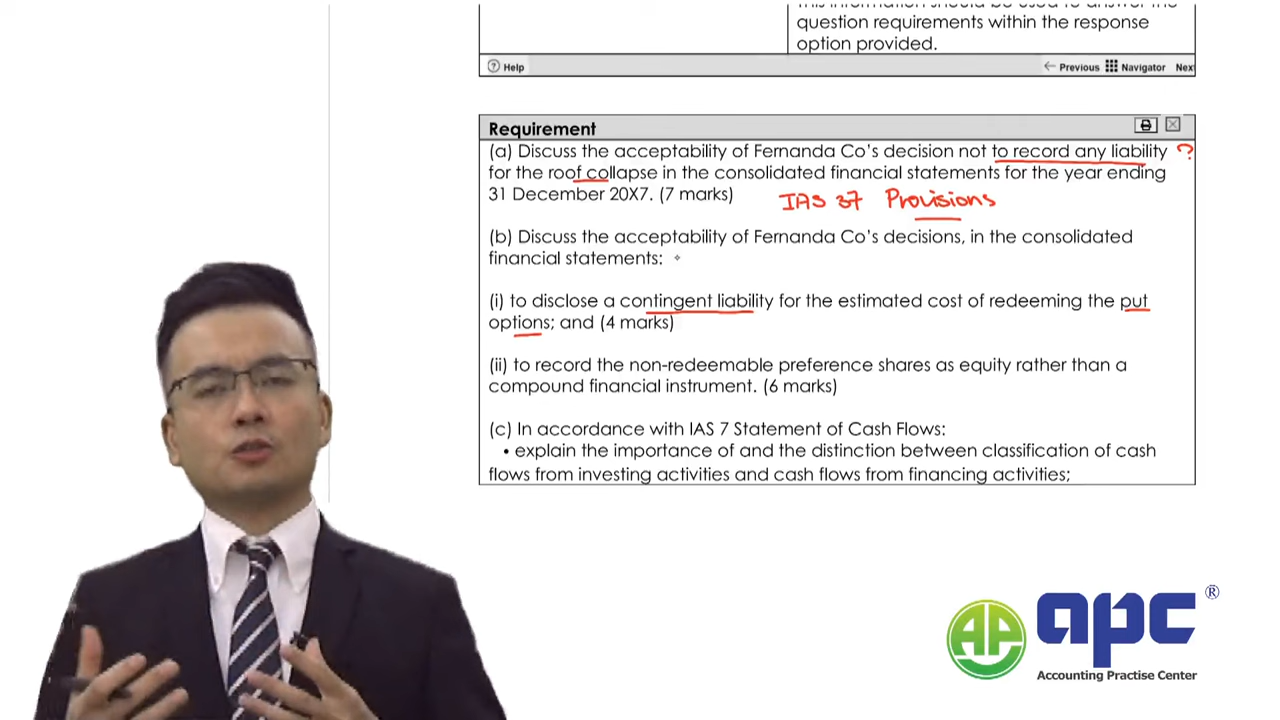 question requirements within the response
option provided.
Help
Previous Navigator
Requirement
(a) Discuss the acceptability of Fernanda Co's decision not to record any liability ?
for the roof collapse in the consolidated financial statements for the year ending
31 December 20X7. (7 marks)
IAS 37 Provisions
(b) Discuss the acceptability of Fernanda Co's decisions, in the consolidated
financial statements:
(i) to disclose a contingent liability for the estimated cost of redeeming the put
options; and (4 marks)
(ii) to record the non-redeemable preference shares as equity rather than a
compound financial instrument. (6 marks)
(c) In accordance with IAS 7 Statement of Cash Flows:
• explain the importance of and the distinction between classification of cash
flows from investing activities and cash flows from financing activities;
AP apc ®
Accounting Practise Center